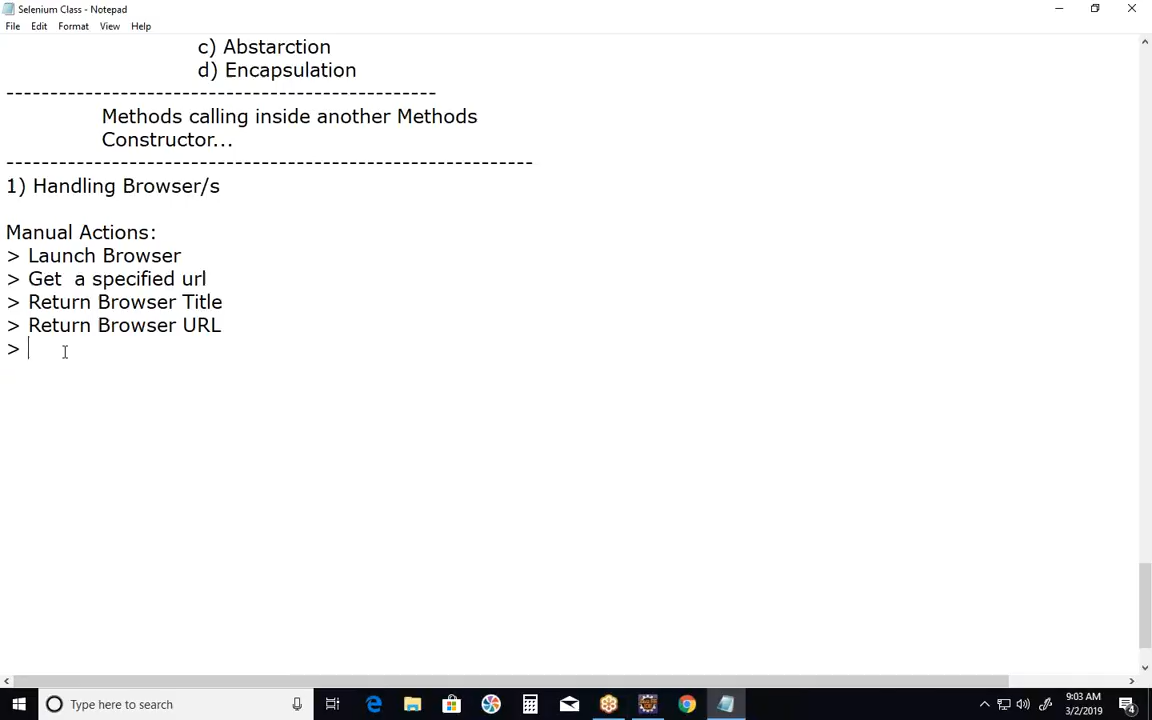 Selenium Class - Notepad
File Edit Format View Help
c) Abstarction
d) Encapsulation
-------------------------------------------------
Methods calling inside another Methods
Constructor...
------------------------------------------------------------
1) Handling Browser/s
Manual Actions:
> Launch Browser
> Get  a specified url
> Return Browser Title
> Return Browser URL
>
Type here to search
9:03 AM
3/2/2019
4